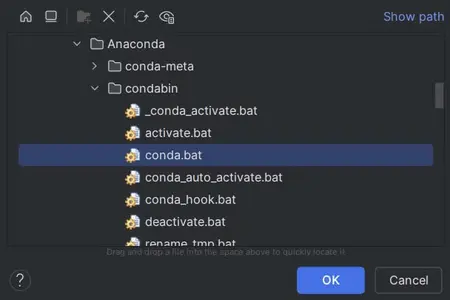 Show path
Anaconda
conda-meta
condabin
_conda_activate.bat
activate.bat
conda.bat
conda_auto_activate.bat
conda_hook.bat
deactivate.bat
rename_tmp.bat
Drag and drop a file into the space above to quickly locate it
?
OK
Cancel